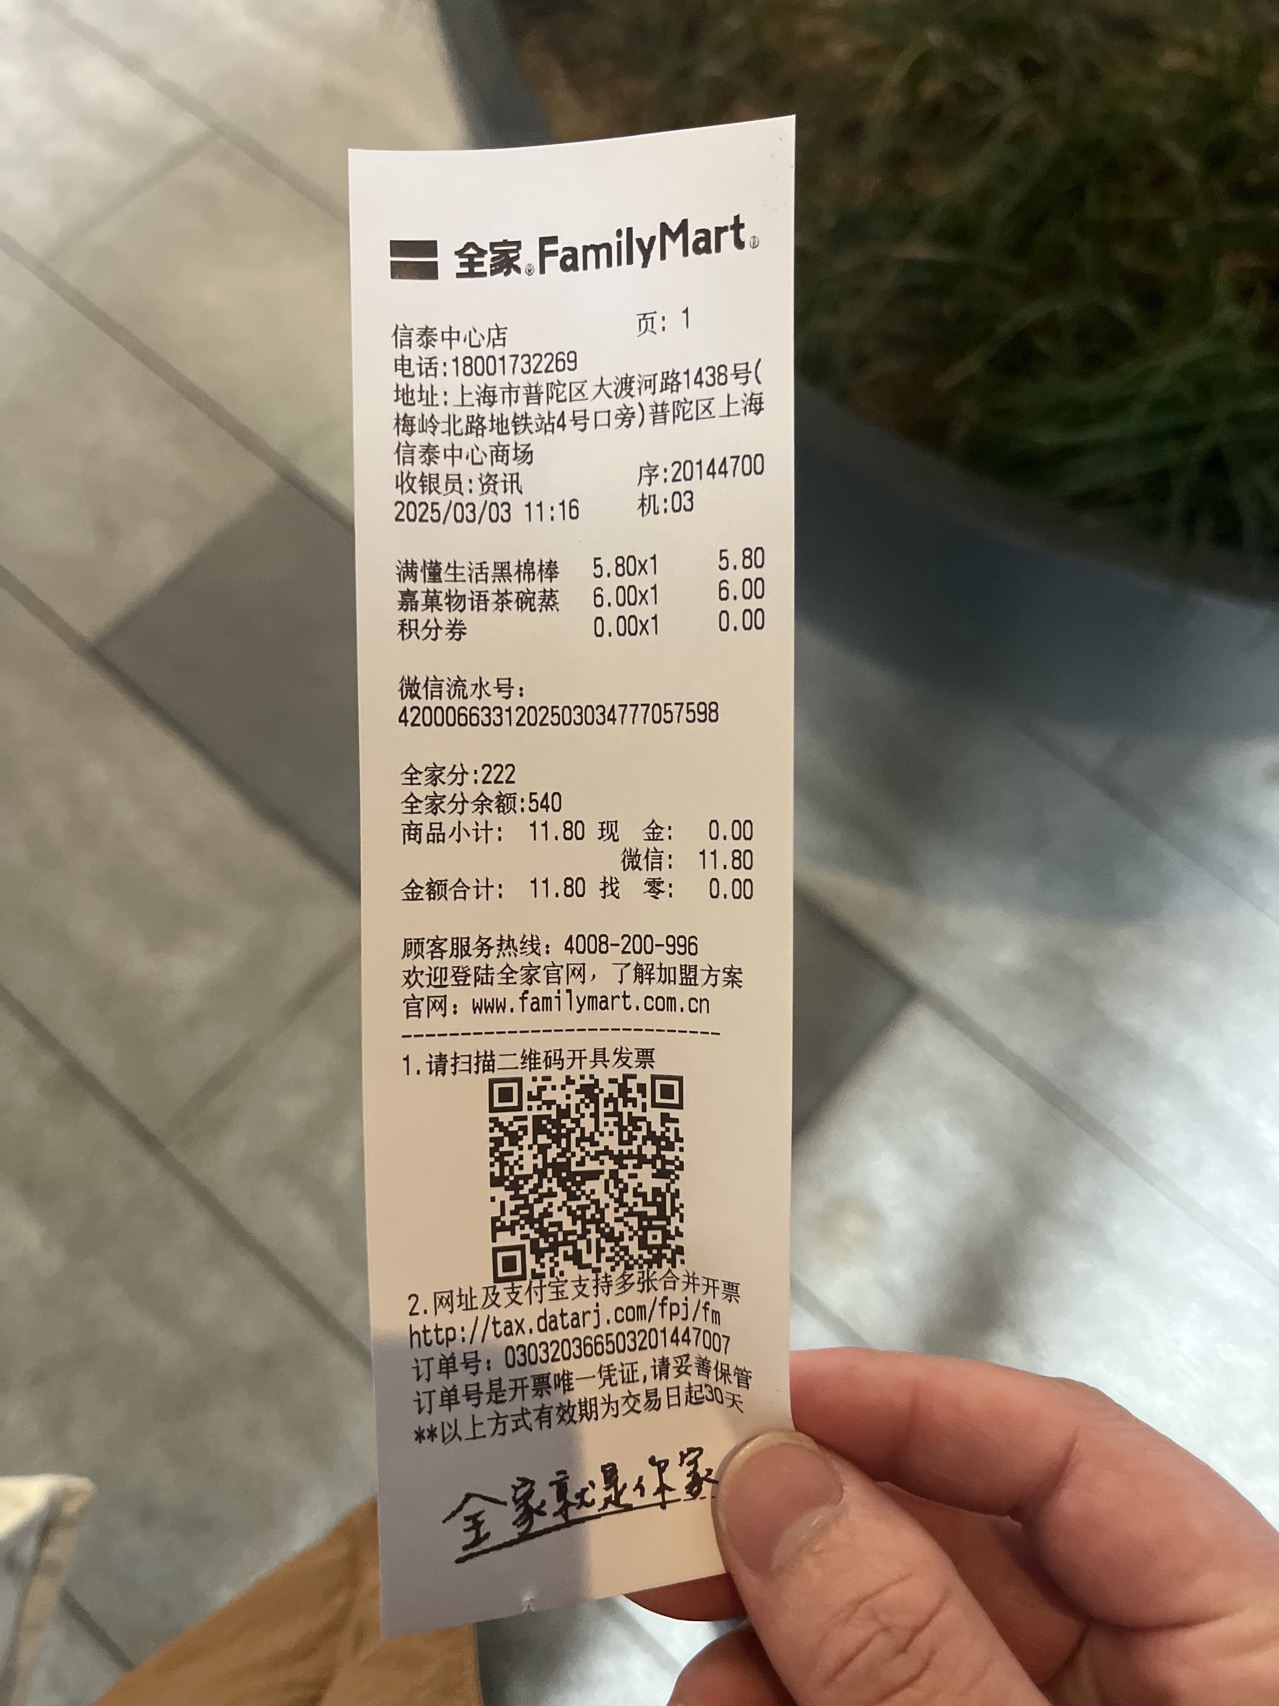 全家® FamilyMart®
信泰中心店 页: 1
电话:18001732269
地址:上海市普陀区大渡河路1438号(
梅岭北路地铁站4号口旁)普陀区上海
信泰中心商场
收银员:资讯 序:20144700
2025/03/03 11:16 机:03
满懂生活黑棉棒 5.80x1 5.80
嘉菓物语茶碗蒸 6.00x1 6.00
积分券 0.00x1 0.00
微信流水号:
4200066331202503034777057598
全家分:222
全家分余额:540
商品小计: 11.80 现 金: 0.00
微信: 11.80
金额合计: 11.80 找 零: 0.00
顾客服务热线: 4008-200-996
欢迎登陆全家官网，了解加盟方案
官网: www.familymart.com.cn
1.请扫描二维码开具发票
2.网址及支付宝支持多张合并开票
http://tax.datarj.com/fpj/fm
订单号: 030320366503201447007
订单号是开票唯一凭证,请妥善保管
**以上方式有效期为交易日起30天
全家就是你家